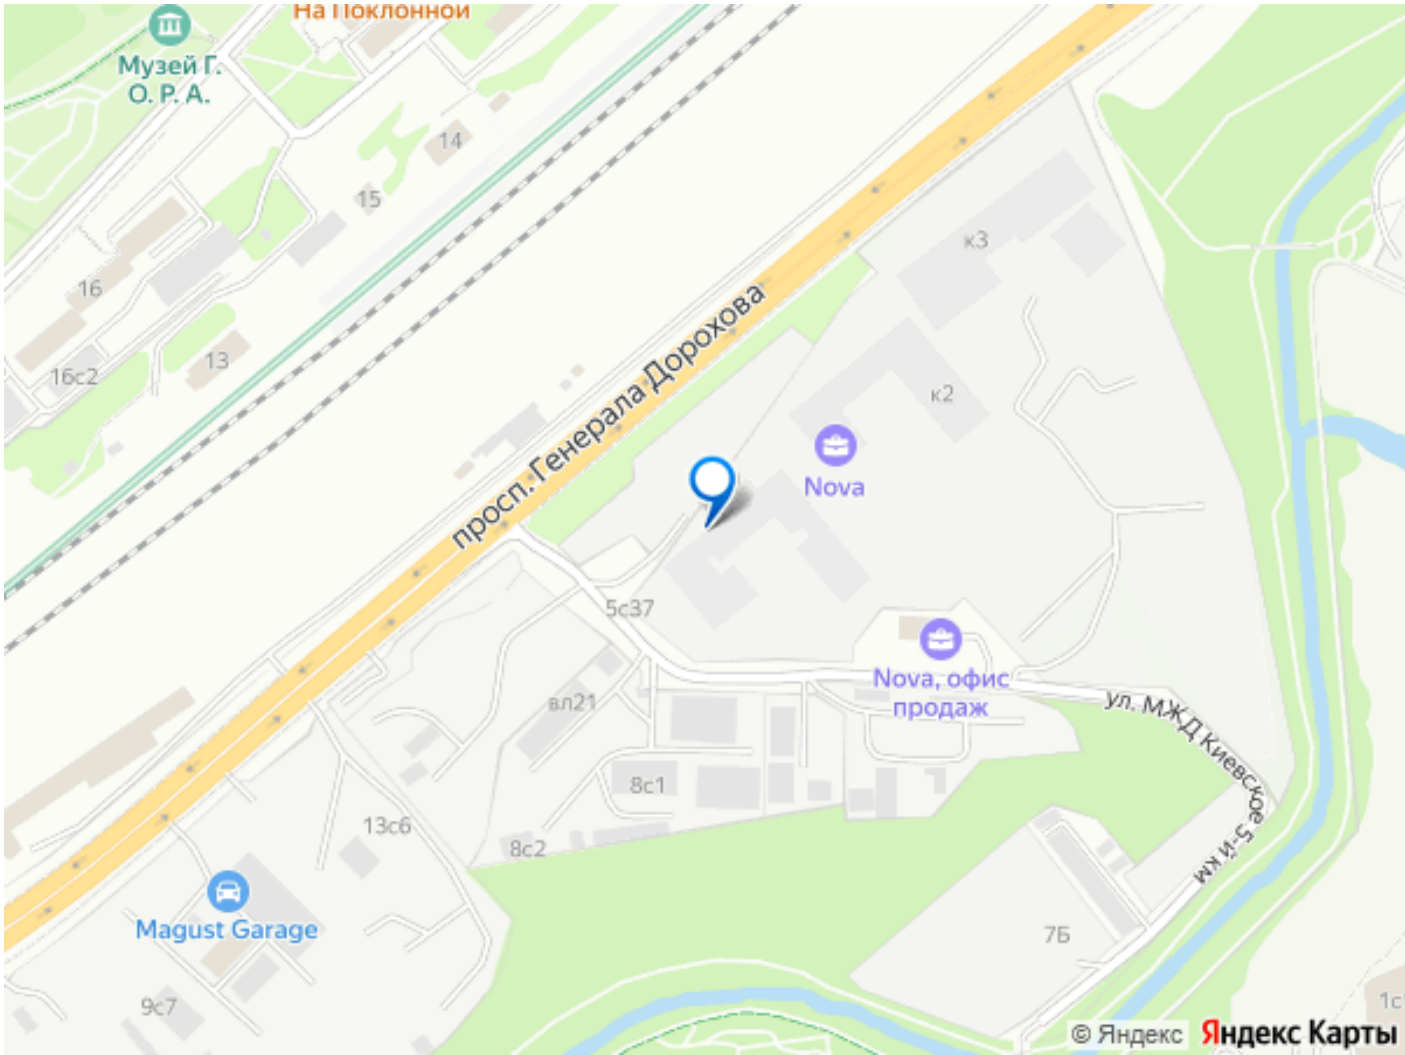 На Поклонной
Музей Г.
О. Р. А.
14
15
к3
16
13
16с2
к2
просп. Генерала Дорохова
Nova
5с37
Nova, офис
продаж
вл21
ул. МЖД Киевское 5-й км
8с1
13с6
8с2
Magust Garage
7Б
9с7
1с
© Яндекс
Яндекс Карты